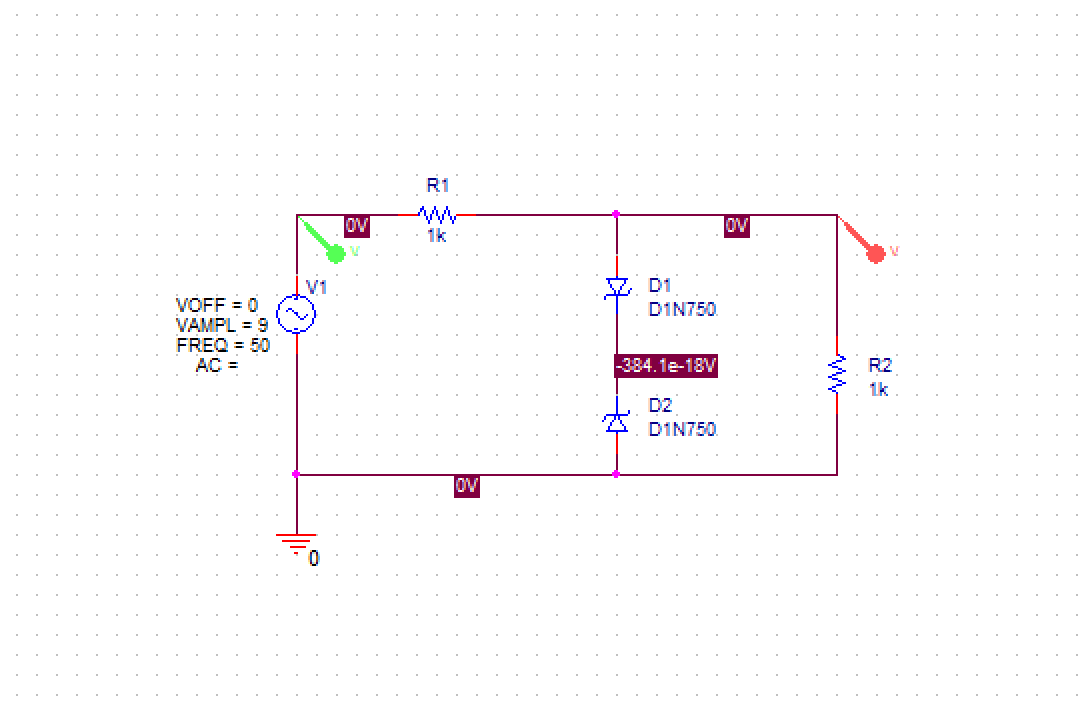 R1
0V
1k
0V
V
V
V1
VOFF = 0
VAMPL = 9
FREQ = 50
AC =
D1
D1N750
-384.1e-18V
R2
1k
D2
D1N750
0V
0